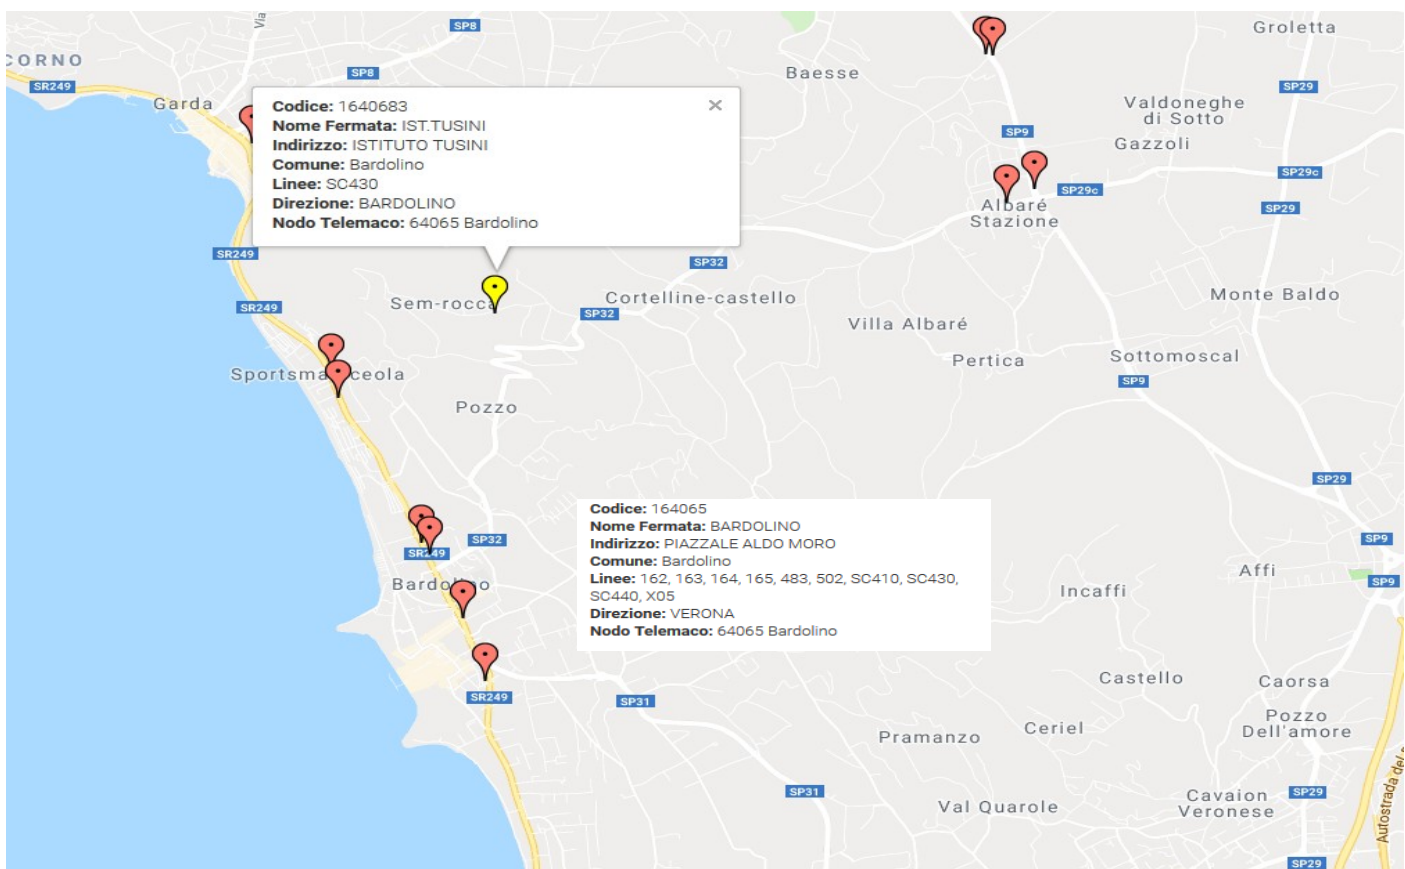 Via
SP8
Groletta
CORNO
SP8
Baesse
SR249
SP29
Garda
Valdoneghe
di Sotto
Codice: 1640683
Nome Fermata: IST.TUSINI
Indirizzo: ISTITUTO TUSINI
Comune: Bardolino
Linee: SC430
Direzione: BARDOLINO
Nodo Telemaco: 64065 Bardolino
SP9
Gazzoli
SP29c
SP29c
Albaré
Stazione
SP29
SR249
SP32
SR249
Sem-rocca
SP32
Cortelline-castello
Monte Baldo
Villa Albaré
Pertica
Sottomoscal
SP9
Pozzo
SP29
Codice: 164065
Nome Fermata: BARDOLINO
Indirizzo: PIAZZALE ALDO MORO
Comune: Bardolino
Linee: 162, 163, 164, 165, 483, 502, SC410, SC430,
SC440, X05
Direzione: VERONA
Nodo Telemaco: 64065 Bardolino
SP32
SR249
SP9
Affi
SP9
Bardolino
Incaffi
Castello
Caorsa
SR249
SP31
Pozzo
Dell'amore
Ceriel
Pramanzo
SP31
Cavaion
Veronese
SP29
Val Quarole
Autostrada del
SP29